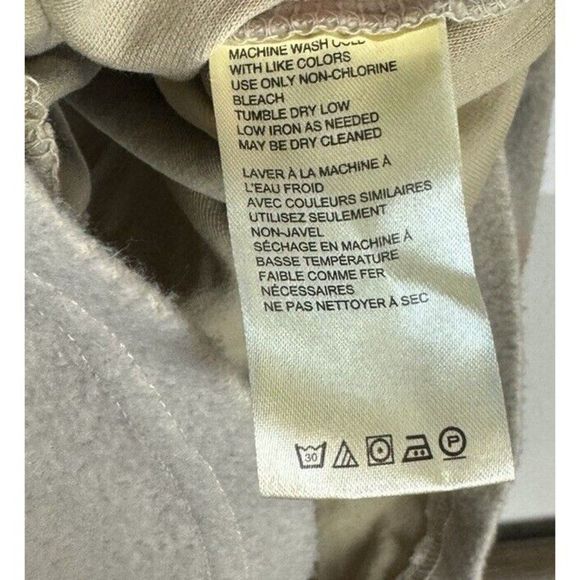 MACHINE WASH COLD
WITH LIKE COLORS
USE ONLY NON-CHLORINE
BLEACH
TUMBLE DRY LOW
LOW IRON AS NEEDED
MAY BE DRY CLEANED
LAVER À LA MACHINE À
L'EAU FROID
AVEC COULEURS SIMILAIRES
UTILISEZ SEULEMENT
NON-JAVEL
SÉCHAGE EN MACHINE À
BASSE TEMPÉRATURE
FAIBLE COMME FER
NÉCESSAIRES
NE PAS NETTOYER À SEC
30 P